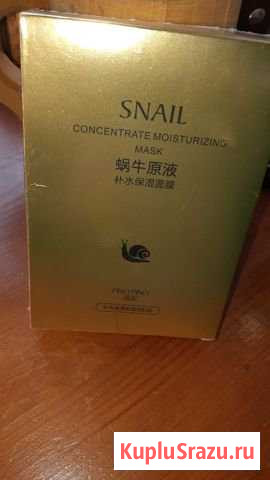 SNAIL
CONCENTRATE MOISTURIZING
MASK
蜗牛原液
补水保湿面膜
KupluSrazu.ru